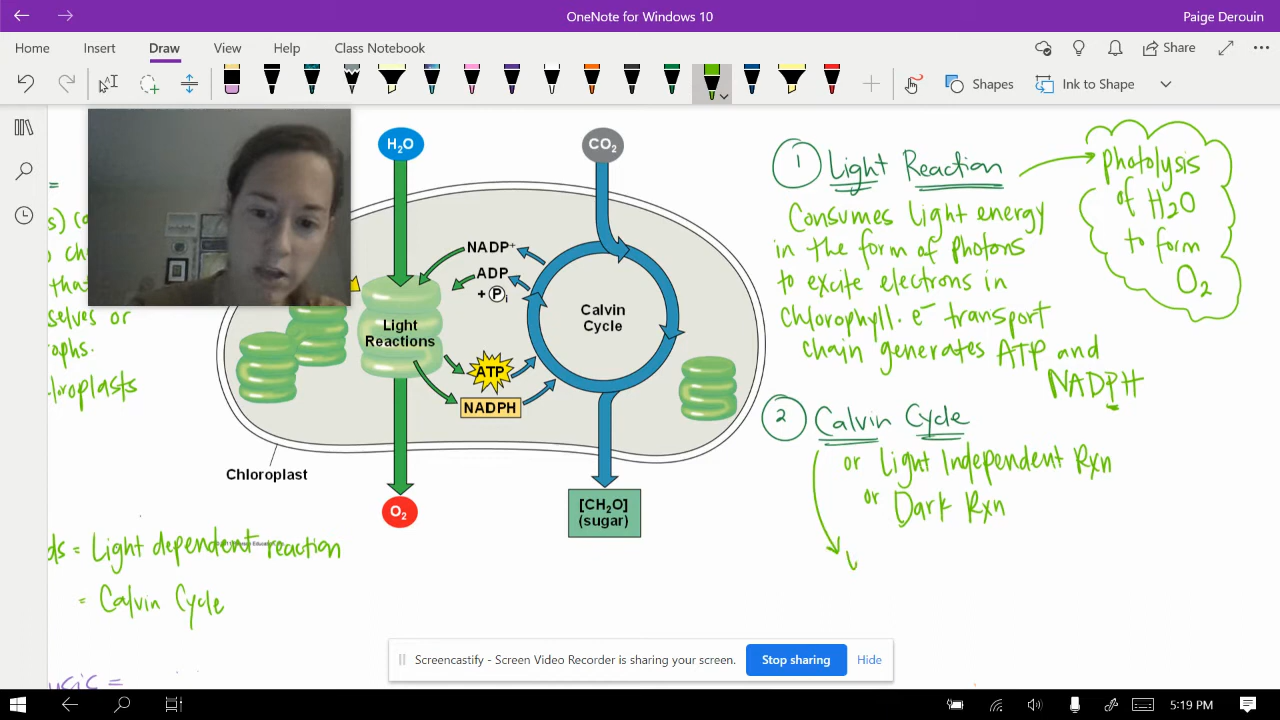 OneNote for Windows 10
Paige Derouin
Home Insert Draw View Help Class Notebook
Share
Shapes
Ink to Shape
H₂O
CO₂
NADP⁺
ADP
+ Pᵢ
Light
Reactions
Calvin
Cycle
ATP
NADPH
Chloroplast
O₂
[CH₂O]
(sugar)
=
s) (
ch
that
selves or
ophs.
loroplasts
ds = Light dependent reaction
= Calvin Cycle
usic =
① Light Reaction
Consumes Light energy
in the form of photons
to excite electrons in
chlorophyll. e⁻ transport
chain generates ATP and
NADPH
photolysis
of H₂O
to form
O₂
② Calvin Cycle
or Light Independent Rxn
or Dark Rxn
Screencastify - Screen Video Recorder is sharing your screen.
Stop sharing
Hide
5:19 PM